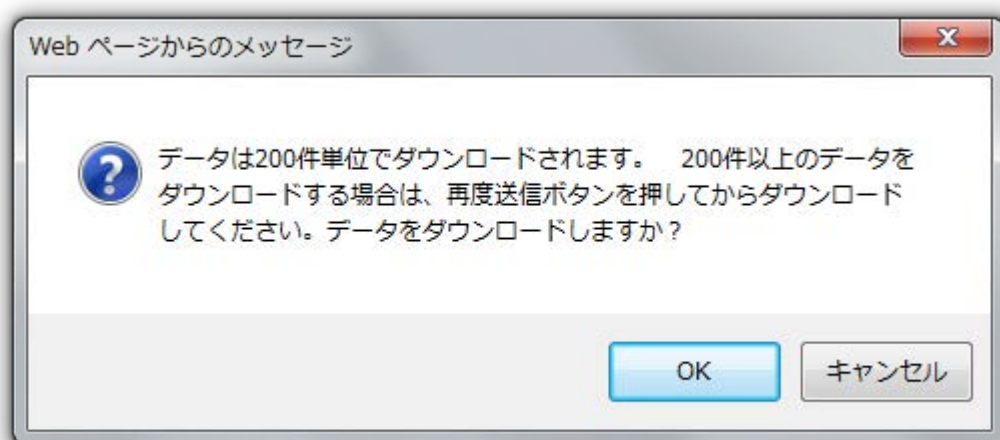 Web ページからのメッセージ
データは200件単位でダウンロードされます。　200件以上のデータを
ダウンロードする場合は、再度送信ボタンを押してからダウンロード
してください。データをダウンロードしますか？
OK
キャンセル